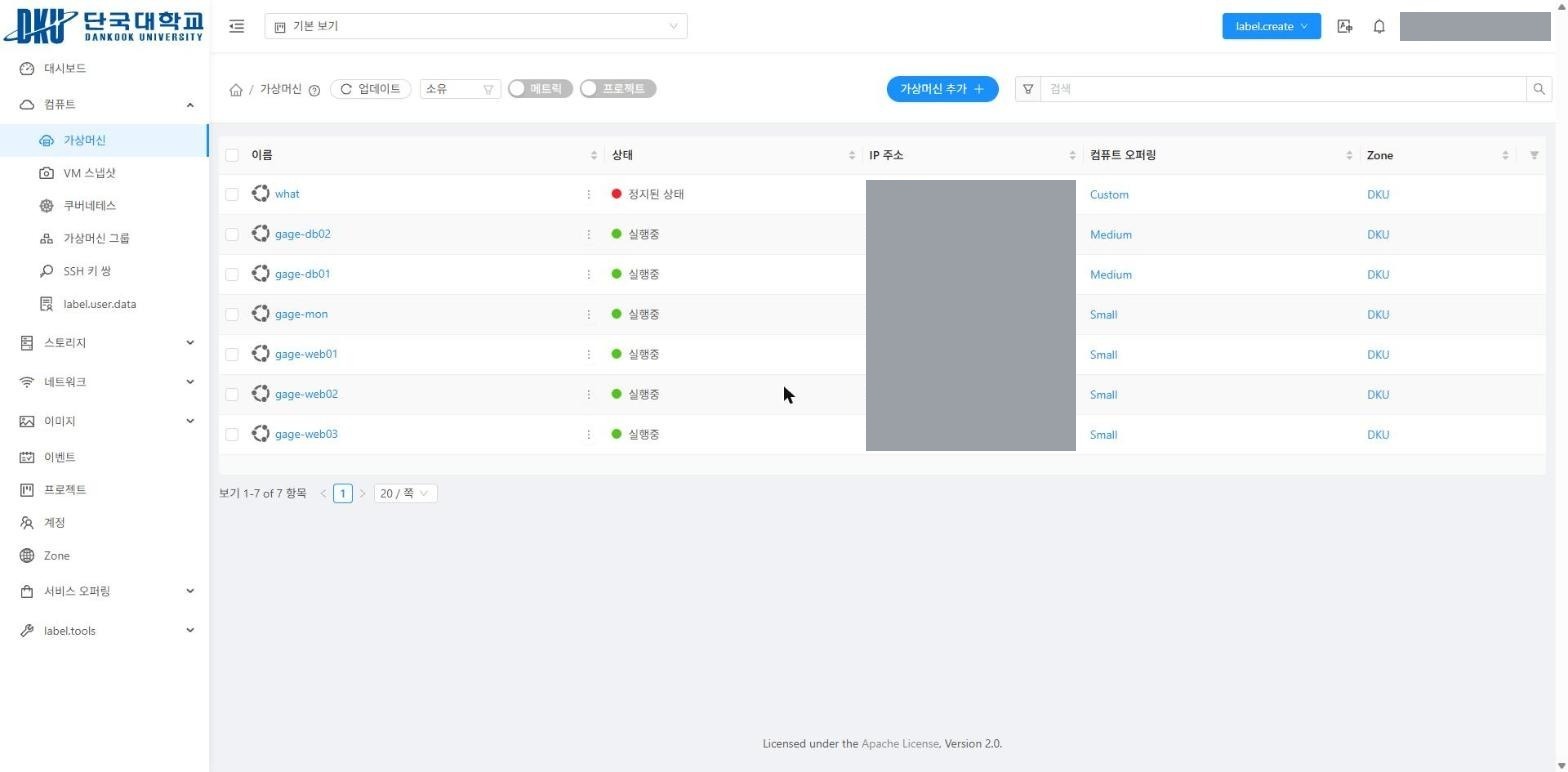 DKU 단국대학교
DANKOOK UNIVERSITY
기본 보기
label.create
대시보드
컴퓨트
가상머신
VM 스냅샷
쿠버네테스
가상머신 그룹
SSH 키 쌍
label.user.data
스토리지
네트워크
이미지
이벤트
프로젝트
계정
Zone
서비스 오퍼링
label.tools
/ 가상머신 업데이트 소유 메트릭 프로젝트 가상머신 추가 + 검색
이름 상태 IP 주소 컴퓨트 오퍼링 Zone
what 정지된 상태 Custom DKU
gage-db02 실행중 Medium DKU
gage-db01 실행중 Medium DKU
gage-mon 실행중 Small DKU
gage-web01 실행중 Small DKU
gage-web02 실행중 Small DKU
gage-web03 실행중 Small DKU
보기 1-7 of 7 항목 < 1 > 20 / 쪽
Licensed under the Apache License, Version 2.0.